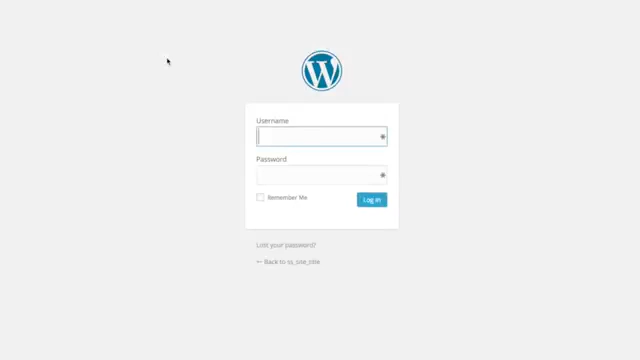 Username
Password
Remember Me
Log In
Lost your password?
← Back to ss_site_title